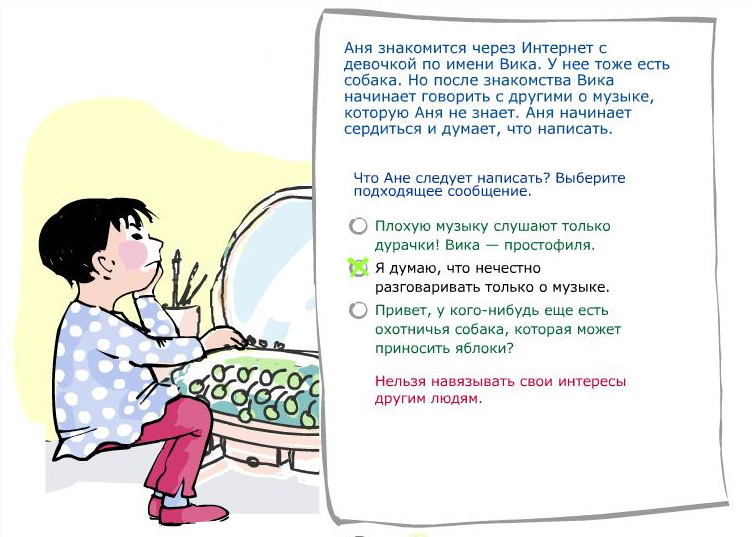 Аня знакомится через Интернет с
девочкой по имени Вика. У нее тоже есть
собака. Но после знакомства Вика
начинает говорить с другими о музыке,
которую Аня не знает. Аня начинает
сердиться и думает, что написать.
Что Ане следует написать? Выберите
подходящее сообщение.
Плохую музыку слушают только
дурачки! Вика — простофиля.
Я думаю, что нечестно
разговаривать только о музыке.
Привет, у кого-нибудь еще есть
охотничья собака, которая может
приносить яблоки?
Нельзя навязывать свои интересы
другим людям.